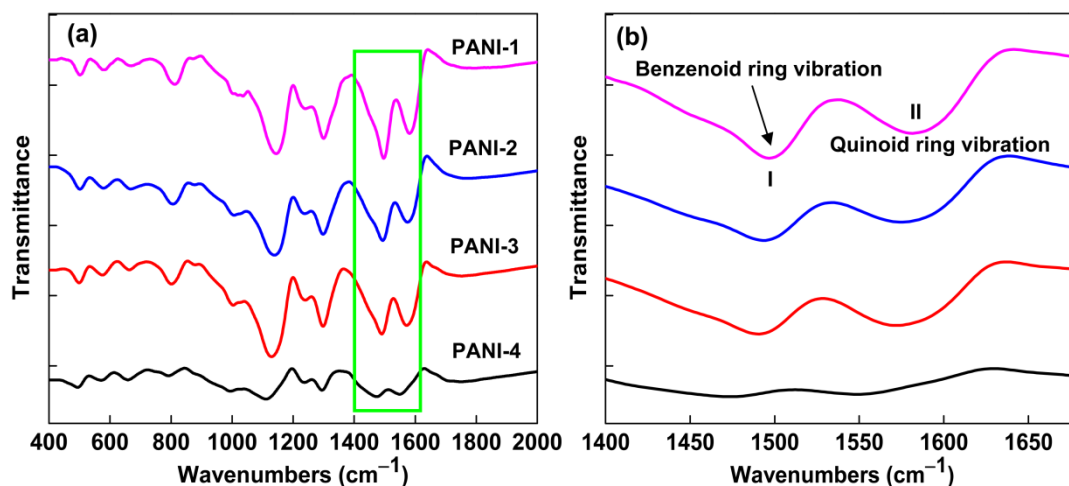 (a)
PANI-1
PANI-2
PANI-3
PANI-4
Transmittance
400 600 800 1000 1200 1400 1600 1800 2000
Wavenumbers (cm−1)
(b)
Benzenoid ring vibration
I
II
Quinoid ring vibration
Transmittance
1400 1450 1500 1550 1600 1650
Wavenumbers (cm−1)